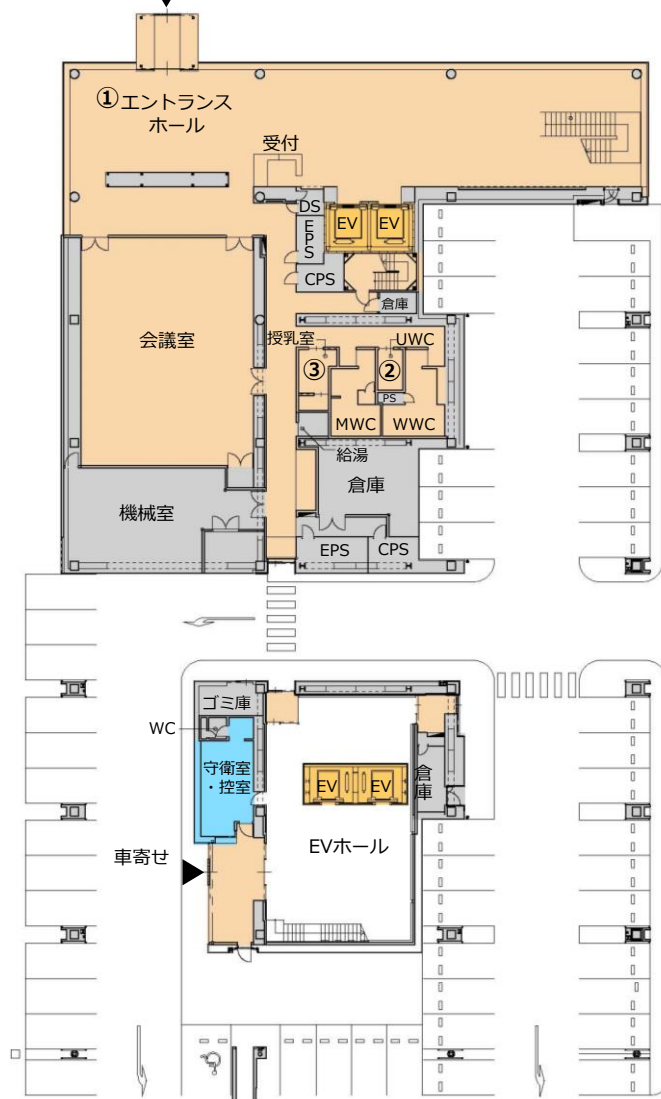 ①エントランス
ホール
受付
DS
EPS
EV
EV
CPS
倉庫
会議室
授乳室
UWC
③
②
PS
MWC
WWC
給湯
倉庫
機械室
EPS
CPS
ゴミ庫
WC
守衛室
・控室
EV
EV
倉庫
EVホール
車寄せ